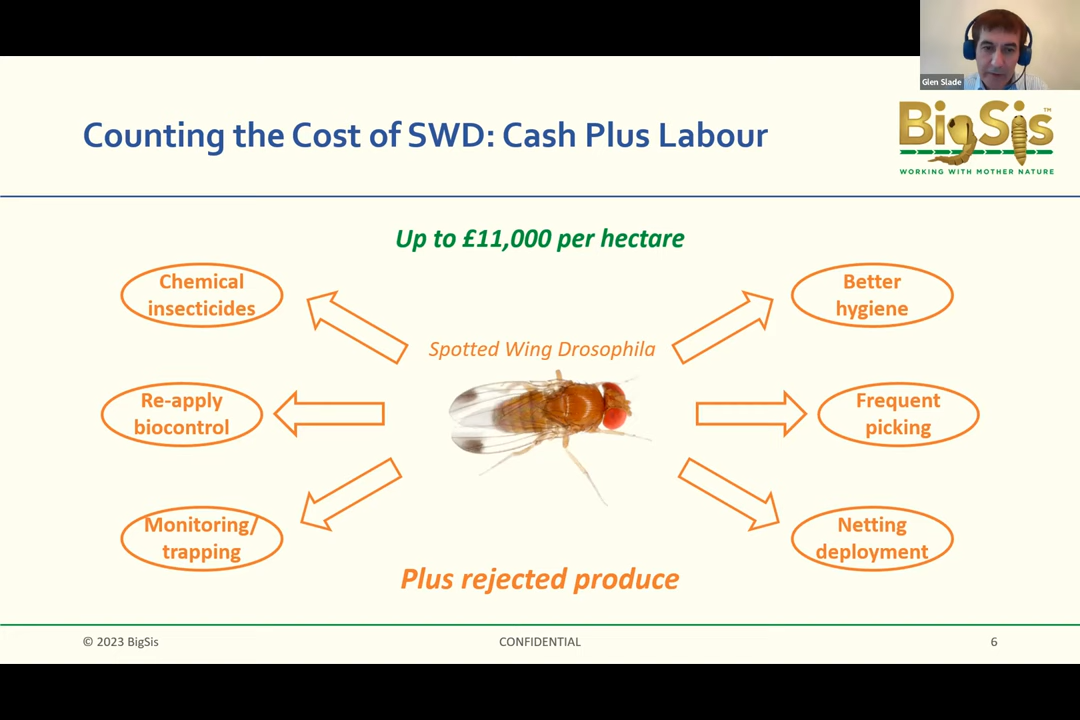 Glen Slade
Counting the Cost of SWD: Cash Plus Labour
BigSis™
WORKING WITH MOTHER NATURE
Up to £11,000 per hectare
Chemical
insecticides
Better
hygiene
Spotted Wing Drosophila
Re-apply
biocontrol
Frequent
picking
Monitoring/
trapping
Netting
deployment
Plus rejected produce
© 2023 BigSis
CONFIDENTIAL
6